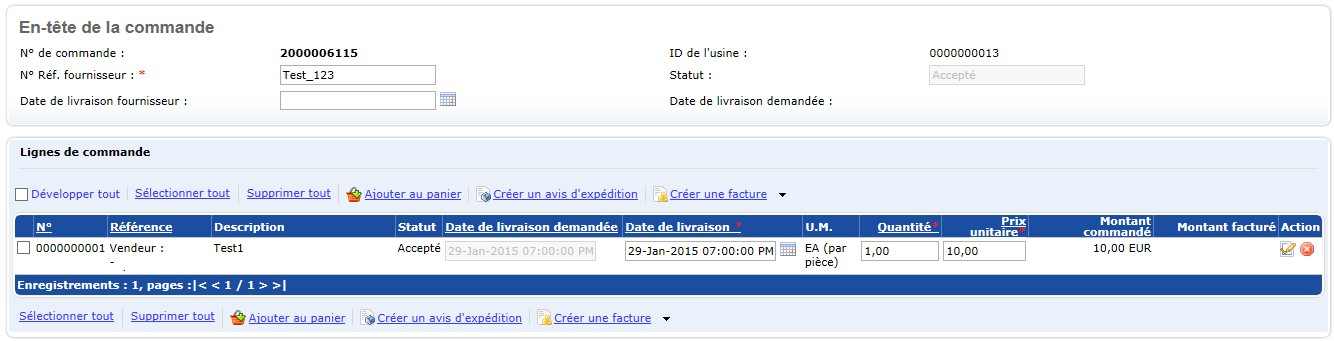 En-tête de la commande
N° de commande : 2000006115 ID de l'usine : 0000000013
N° Réf. fournisseur : * Test_123 Statut : Accepté
Date de livraison fournisseur : Date de livraison demandée :
Lignes de commande
Développer tout Sélectionner tout Supprimer tout Ajouter au panier Créer un avis d'expédition Créer une facture
N° Référence Description Statut Date de livraison demandée Date de livraison * U.M. Quantité* Prix unitaire* Montant commandé Montant facturé Action
0000000001 Vendeur : - Test1 Accepté 29-Jan-2015 07:00:00 PM 29-Jan-2015 07:00:00 PM EA (par pièce) 1,00 10,00 10,00 EUR
Enregistrements : 1, pages :|< < 1 / 1 > >|
Sélectionner tout Supprimer tout Ajouter au panier Créer un avis d'expédition Créer une facture